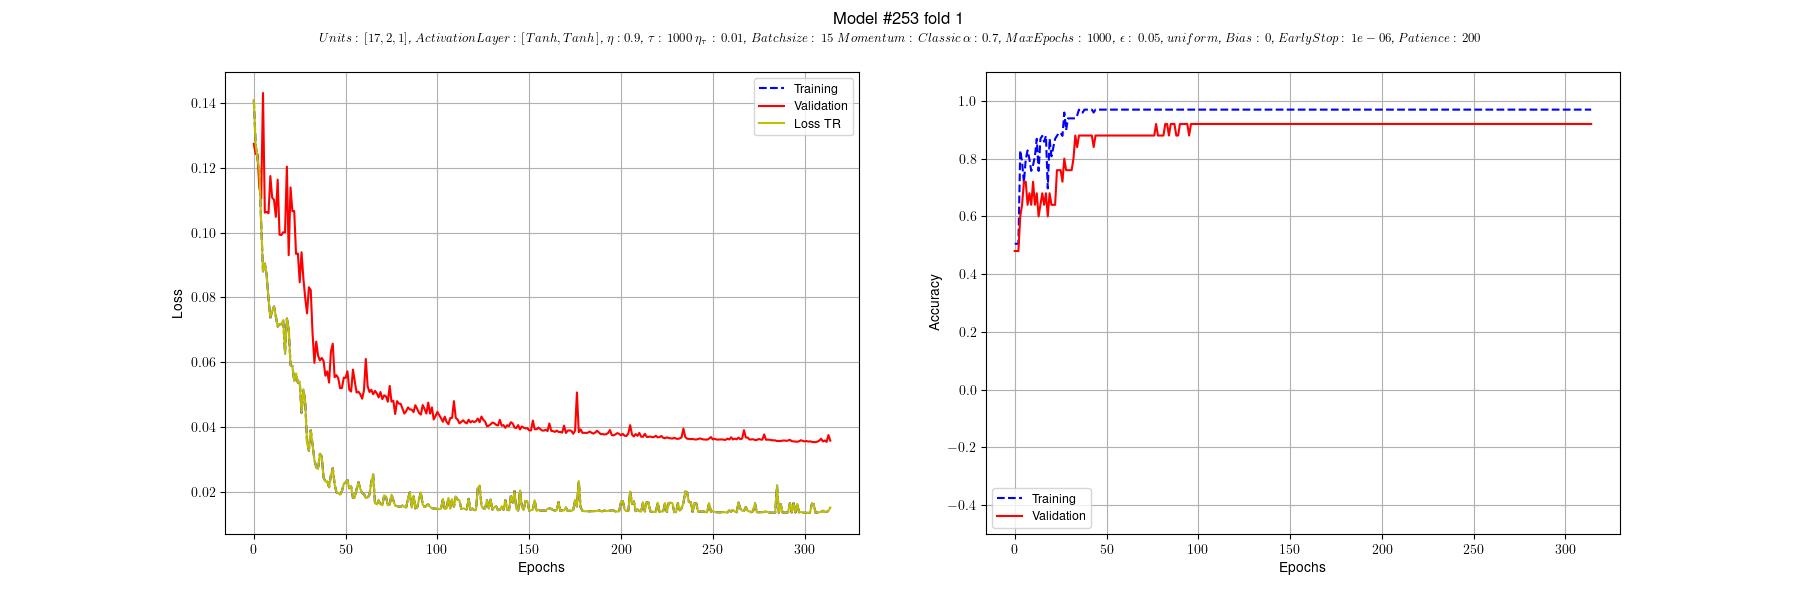 Model #253 fold 1
Units : [17, 2, 1], ActivationLayer : [Tanh, Tanh], η : 0.9, τ : 1000 η_τ : 0.01, Batchsize : 15 Momentum : Classic α : 0.7, MaxEpochs : 1000, ϵ : 0.05, uniform, Bias : 0, EarlyStop : 1e − 06, Patience : 200
Training
Validation
Loss TR
0.14
0.12
0.10
0.08
0.06
0.04
0.02
Loss
0 50 100 150 200 250 300
Epochs
1.0
0.8
0.6
0.4
0.2
0.0
−0.2
−0.4
Accuracy
Training
Validation
0 50 100 150 200 250 300
Epochs